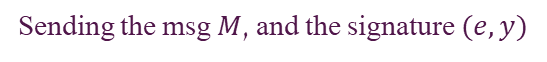 Sending the msg M, and the signature (e, y)